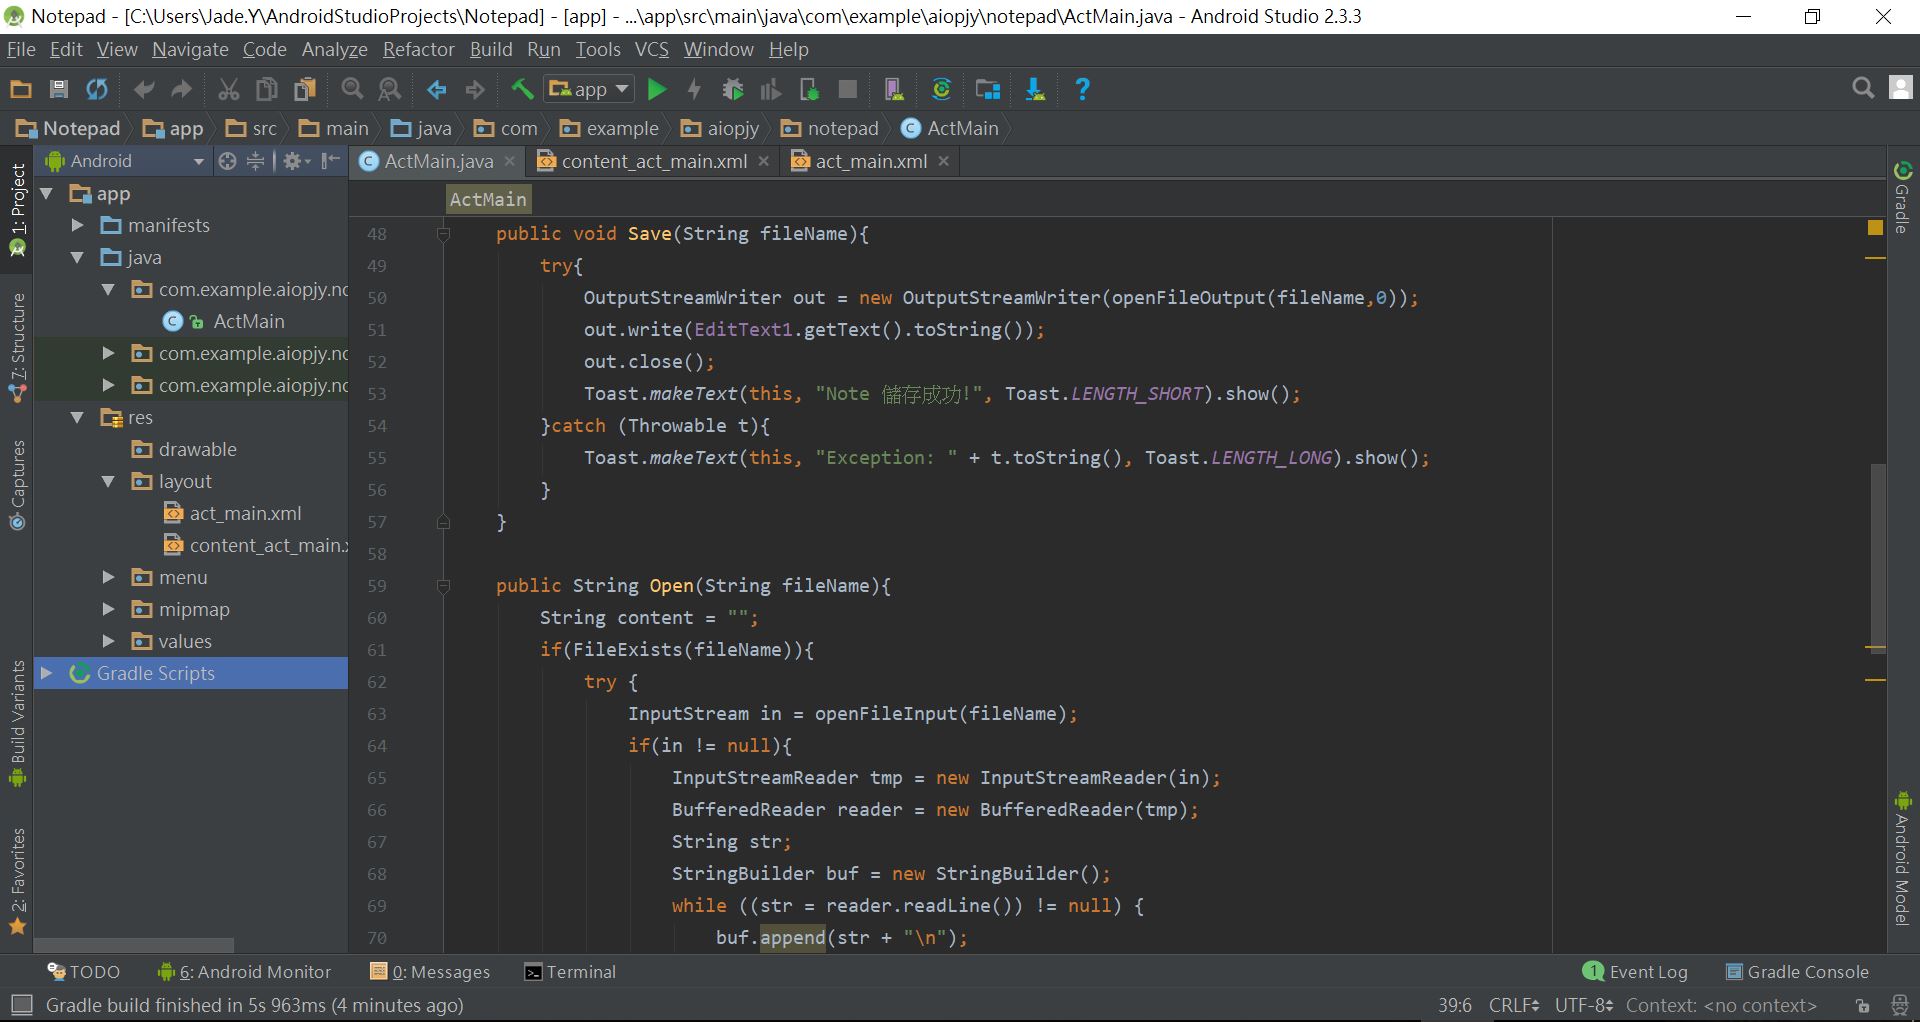 Notepad - [C:\Users\Jade.Y\AndroidStudioProjects\Notepad] - [app] - ...\app\src\main\java\com\example\aiopjy\notepad\ActMain.java - Android Studio 2.3.3
File Edit View Navigate Code Analyze Refactor Build Run Tools VCS Window Help
app
Notepad app src main java com example aiopjy notepad ActMain
Android
ActMain.java content_act_main.xml act_main.xml
1: Project
7: Structure
Captures
Build Variants
2: Favorites
app
manifests
java
com.example.aiopjy.no
ActMain
com.example.aiopjy.no
com.example.aiopjy.no
res
drawable
layout
act_main.xml
content_act_main.x
menu
mipmap
values
Gradle Scripts
ActMain
48 public void Save(String fileName){
49 try{
50 OutputStreamWriter out = new OutputStreamWriter(openFileOutput(fileName,0));
51 out.write(EditText1.getText().toString());
52 out.close();
53 Toast.makeText(this, "Note 儲存成功!", Toast.LENGTH_SHORT).show();
54 }catch (Throwable t){
55 Toast.makeText(this, "Exception: " + t.toString(), Toast.LENGTH_LONG).show();
56 }
57 }
58
59 public String Open(String fileName){
60 String content = "";
61 if(FileExists(fileName)){
62 try {
63 InputStream in = openFileInput(fileName);
64 if(in != null){
65 InputStreamReader tmp = new InputStreamReader(in);
66 BufferedReader reader = new BufferedReader(tmp);
67 String str;
68 StringBuilder buf = new StringBuilder();
69 while ((str = reader.readLine()) != null) {
70 buf.append(str + "\n");
Gradle
Android Model
TODO 6: Android Monitor 0: Messages Terminal 1 Event Log Gradle Console
Gradle build finished in 5s 963ms (4 minutes ago) 39:6 CRLF UTF-8 Context: <no context>